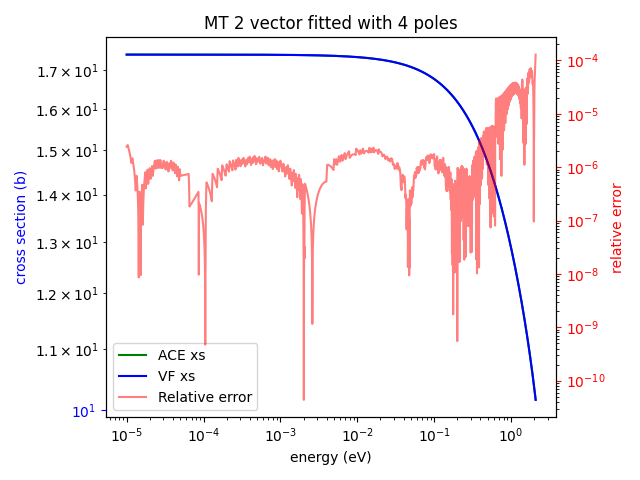 MT 2 vector fitted with 4 poles
1.7 × 10¹
1.6 × 10¹
1.5 × 10¹
1.4 × 10¹
1.3 × 10¹
1.2 × 10¹
1.1 × 10¹
10¹
cross section (b)
10⁻⁴
10⁻⁵
10⁻⁶
10⁻⁷
10⁻⁸
10⁻⁹
10⁻¹⁰
relative error
ACE xs
VF xs
Relative error
10⁻⁵ 10⁻⁴ 10⁻³ 10⁻² 10⁻¹ 10⁰
energy (eV)